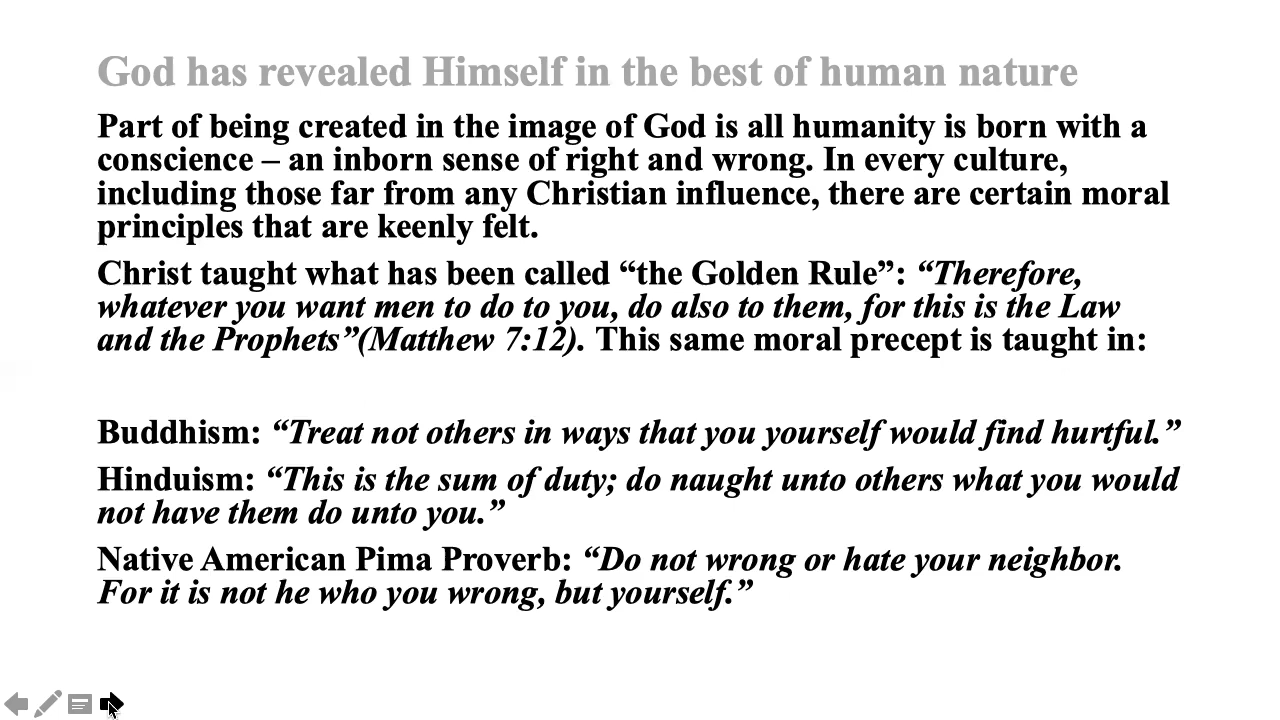 God has revealed Himself in the best of human nature
Part of being created in the image of God is all humanity is born with a
conscience – an inborn sense of right and wrong. In every culture,
including those far from any Christian influence, there are certain moral
principles that are keenly felt.
Christ taught what has been called “the Golden Rule”: “Therefore,
whatever you want men to do to you, do also to them, for this is the Law
and the Prophets”(Matthew 7:12). This same moral precept is taught in:
Buddhism: “Treat not others in ways that you yourself would find hurtful.”
Hinduism: “This is the sum of duty; do naught unto others what you would
not have them do unto you.”
Native American Pima Proverb: “Do not wrong or hate your neighbor.
For it is not he who you wrong, but yourself.”